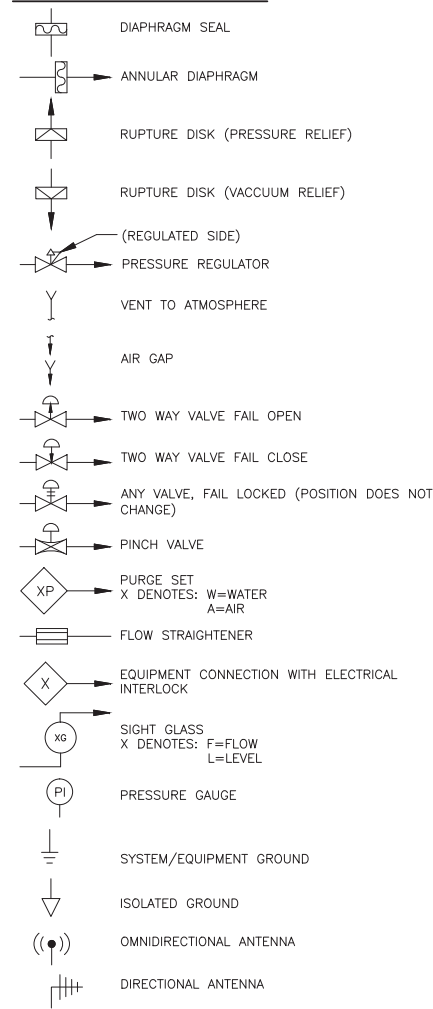 DIAPHRAGM SEAL
ANNULAR DIAPHRAGM
RUPTURE DISK (PRESSURE RELIEF)
RUPTURE DISK (VACCUUM RELIEF)
(REGULATED SIDE)
PRESSURE REGULATOR
VENT TO ATMOSPHERE
AIR GAP
TWO WAY VALVE FAIL OPEN
TWO WAY VALVE FAIL CLOSE
ANY VALVE, FAIL LOCKED (POSITION DOES NOT
CHANGE)
PINCH VALVE
XP
PURGE SET
X DENOTES: W=WATER
A=AIR
FLOW STRAIGHTENER
X
EQUIPMENT CONNECTION WITH ELECTRICAL
INTERLOCK
XG
SIGHT GLASS
X DENOTES: F=FLOW
L=LEVEL
PI
PRESSURE GAUGE
SYSTEM/EQUIPMENT GROUND
ISOLATED GROUND
OMNIDIRECTIONAL ANTENNA
DIRECTIONAL ANTENNA